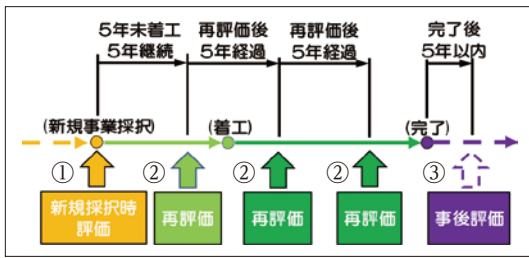 5年未着工
5年継続
再評価後
5年経過
再評価後
5年経過
完了後
5年以内
(新規事業採択)
(着工)
(完了)
①
②
②
②
③
新規採択時
評価
再評価
再評価
再評価
事後評価